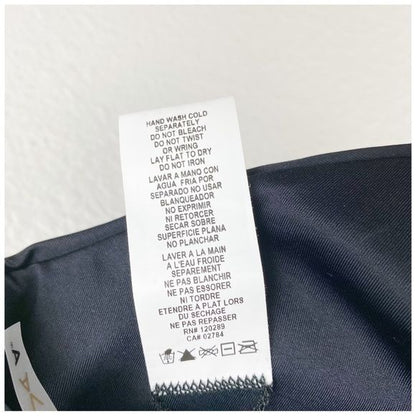 HAND WASH COLD
SEPARATELY
DO NOT BLEACH
DO NOT TWIST
OR WRING
LAY FLAT TO DRY
DO NOT IRON
LAVAR A MANO CON
AGUA FRIA POR
SEPARADO NO USAR
BLANQUEADOR
NO EXPRIMIR
NI RETORCER
SECAR SOBRE
SUPERFICIE PLANA
NO PLANCHAR
LAVER A LA MAIN
A L'EAU FROIDE
SEPAREMENT
NE PAS BLANCHIR
NE PAS ESSORER
NI TORDRE
ETENDRE A PLAT LORS
DU SECHAGE
NE PAS REPASSER
RN# 120289
CA# 02784